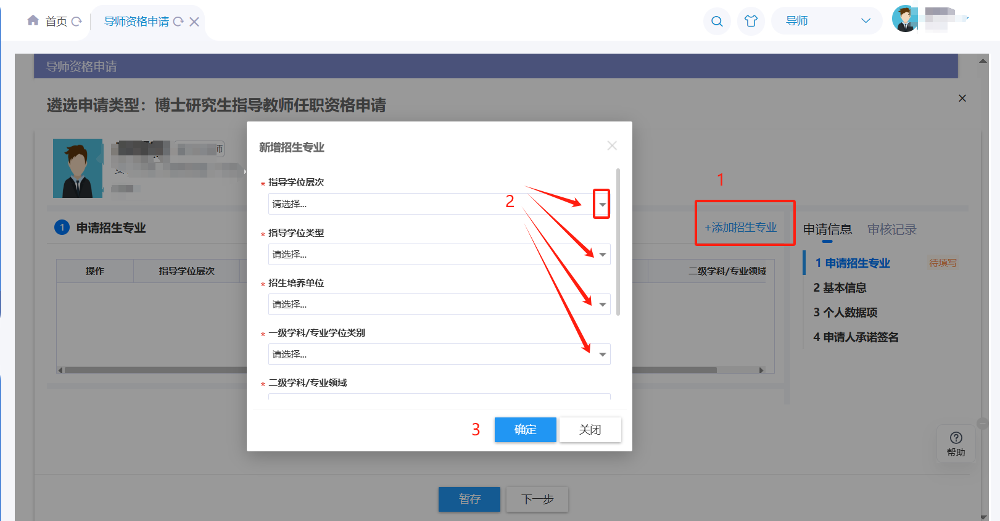 首页
导师资格申请
导师
导师资格申请
遴选申请类型：博士研究生指导教师任职资格申请
师
1 申请招生专业
+添加招生专业
1
操作
指导学位层次
二级学科/专业领域
申请信息
审核记录
1 申请招生专业
待填写
2 基本信息
3 个人数据项
4 申请人承诺签名
新增招生专业
* 指导学位层次
请选择...
2
* 指导学位类型
请选择...
* 招生培养单位
请选择...
* 一级学科/专业学位类别
请选择...
* 二级学科/专业领域
3
确定
关闭
帮助
暂存
下一步